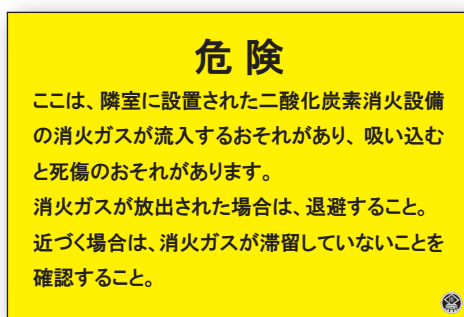 危険
ここは、隣室に設置された二酸化炭素消火設備
の消火ガスが流入するおそれがあり、吸い込む
と死傷のおそれがあります。
消火ガスが放出された場合は、退避すること。
近づく場合は、消火ガスが滞留していないことを
確認すること。